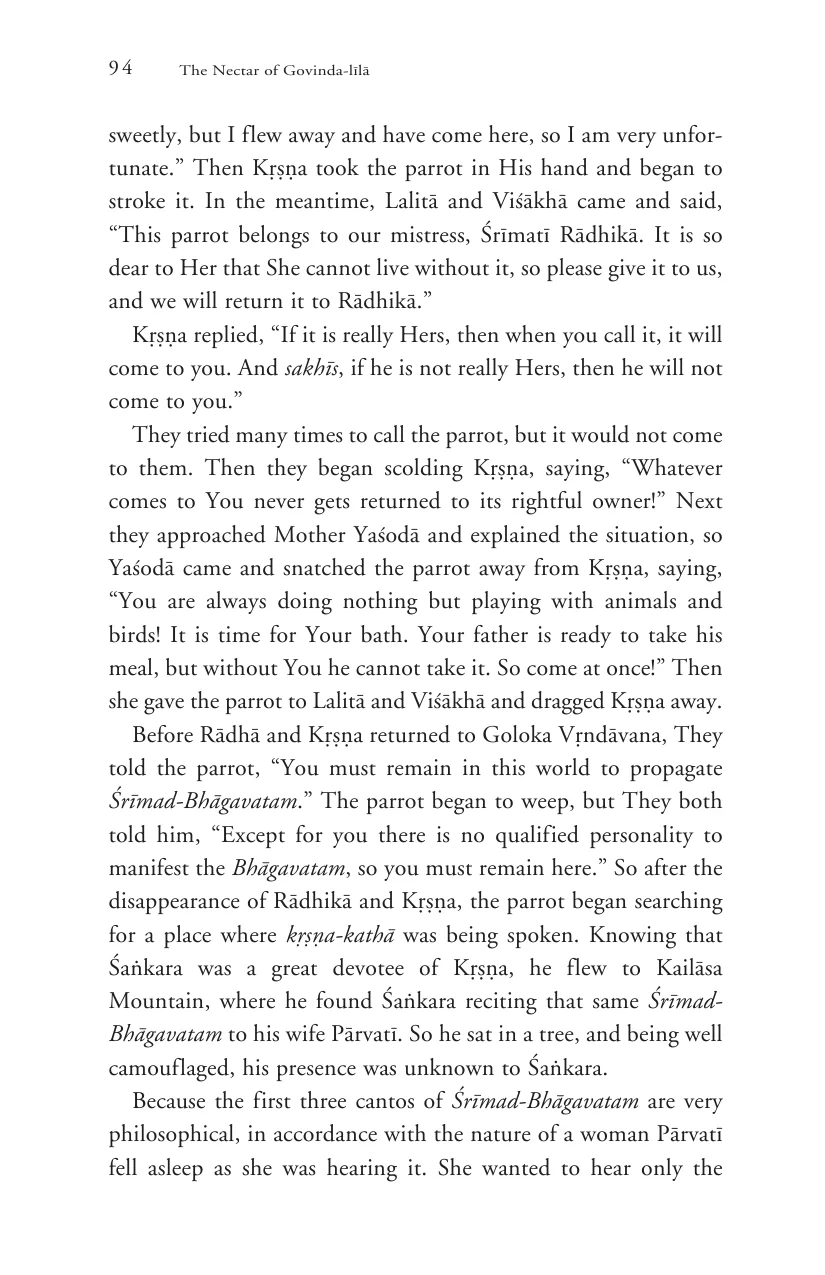 94 The Nectar of Govinda-līlā
sweetly, but I flew away and have come here, so I am very unfor-
tunate.” Then Kṛṣṇa took the parrot in His hand and began to
stroke it. In the meantime, Lalitā and Viśākhā came and said,
“This parrot belongs to our mistress, Śrīmatī Rādhikā. It is so
dear to Her that She cannot live without it, so please give it to us,
and we will return it to Rādhikā.”
Kṛṣṇa replied, “If it is really Hers, then when you call it, it will
come to you. And sakhīs, if he is not really Hers, then he will not
come to you.”
They tried many times to call the parrot, but it would not come
to them. Then they began scolding Kṛṣṇa, saying, “Whatever
comes to You never gets returned to its rightful owner!” Next
they approached Mother Yaśodā and explained the situation, so
Yaśodā came and snatched the parrot away from Kṛṣṇa, saying,
“You are always doing nothing but playing with animals and
birds! It is time for Your bath. Your father is ready to take his
meal, but without You he cannot take it. So come at once!” Then
she gave the parrot to Lalitā and Viśākhā and dragged Kṛṣṇa away.
Before Rādhā and Kṛṣṇa returned to Goloka Vṛndāvana, They
told the parrot, “You must remain in this world to propagate
Śrīmad-Bhāgavatam.” The parrot began to weep, but They both
told him, “Except for you there is no qualified personality to
manifest the Bhāgavatam, so you must remain here.” So after the
disappearance of Rādhikā and Kṛṣṇa, the parrot began searching
for a place where kṛṣṇa-kathā was being spoken. Knowing that
Śaṅkara was a great devotee of Kṛṣṇa, he flew to Kailāsa
Mountain, where he found Śaṅkara reciting that same Śrīmad-
Bhāgavatam to his wife Pārvatī. So he sat in a tree, and being well
camouflaged, his presence was unknown to Śaṅkara.
Because the first three cantos of Śrīmad-Bhāgavatam are very
philosophical, in accordance with the nature of a woman Pārvatī
fell asleep as she was hearing it. She wanted to hear only the